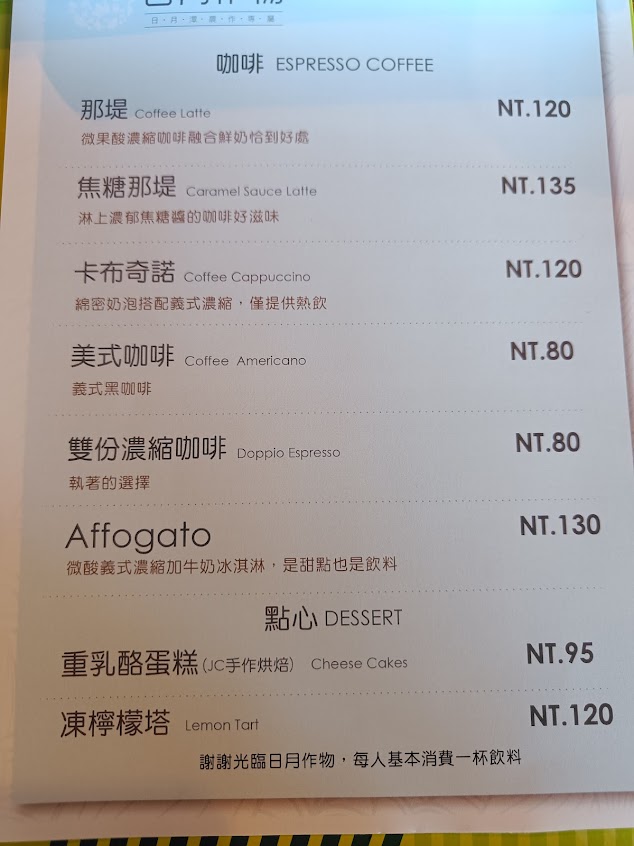 日‧月‧潭‧農‧作‧專‧屬
咖啡 ESPRESSO COFFEE
那堤 Coffee Latte NT.120
微果酸濃縮咖啡融合鮮奶恰到好處
焦糖那堤 Caramel Sauce Latte NT.135
淋上濃郁焦糖醬的咖啡好滋味
卡布奇諾 Coffee Cappuccino NT.120
綿密奶泡搭配義式濃縮，僅提供熱飲
美式咖啡 Coffee Americano NT.80
義式黑咖啡
雙份濃縮咖啡 Doppio Espresso NT.80
執著的選擇
Affogato NT.130
微酸義式濃縮加牛奶冰淇淋，是甜點也是飲料
點心 DESSERT
重乳酪蛋糕(JC手作烘焙) Cheese Cakes NT.95
凍檸檬塔 Lemon Tart NT.120
謝謝光臨日月作物，每人基本消費一杯飲料